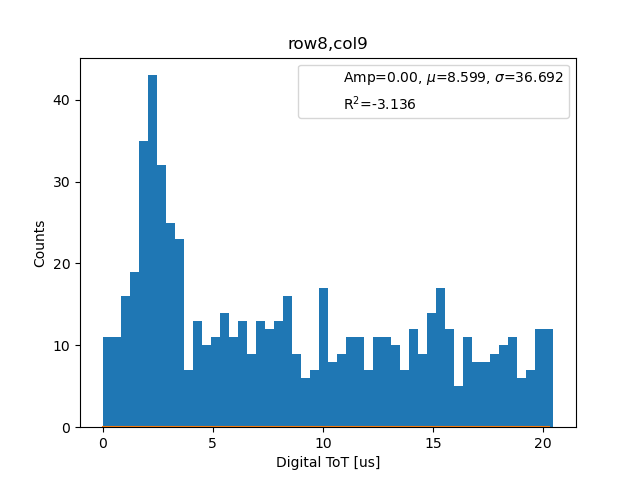 row8,col9
Amp=0.00, μ=8.599, σ=36.692
R²=-3.136
Counts
40
30
20
10
0
0 5 10 15 20
Digital ToT [us]